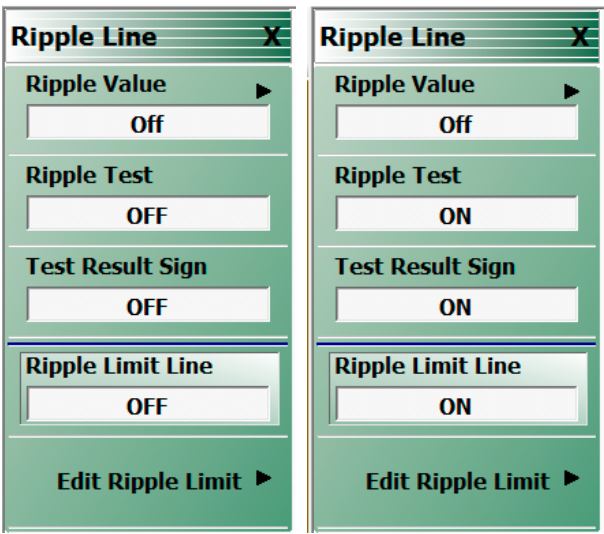 Ripple Line X
Ripple Value
Off
Ripple Test
OFF
Test Result Sign
OFF
Ripple Limit Line
OFF
Edit Ripple Limit
Ripple Line X
Ripple Value
Off
Ripple Test
ON
Test Result Sign
ON
Ripple Limit Line
ON
Edit Ripple Limit